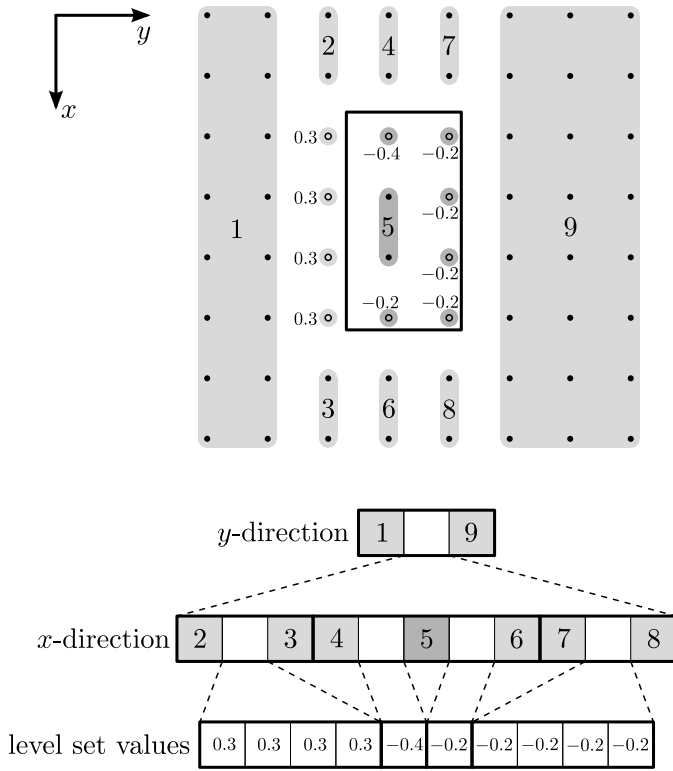 y
x
2 4 7
0.3 −0.4 −0.2
0.3 −0.2
1 5 9
0.3 −0.2
−0.2 −0.2
0.3
3 6 8
y-direction 1 9
x-direction 2 3 4 5 6 7 8
level set values 0.3 0.3 0.3 0.3 −0.4 −0.2 −0.2 −0.2 −0.2 −0.2